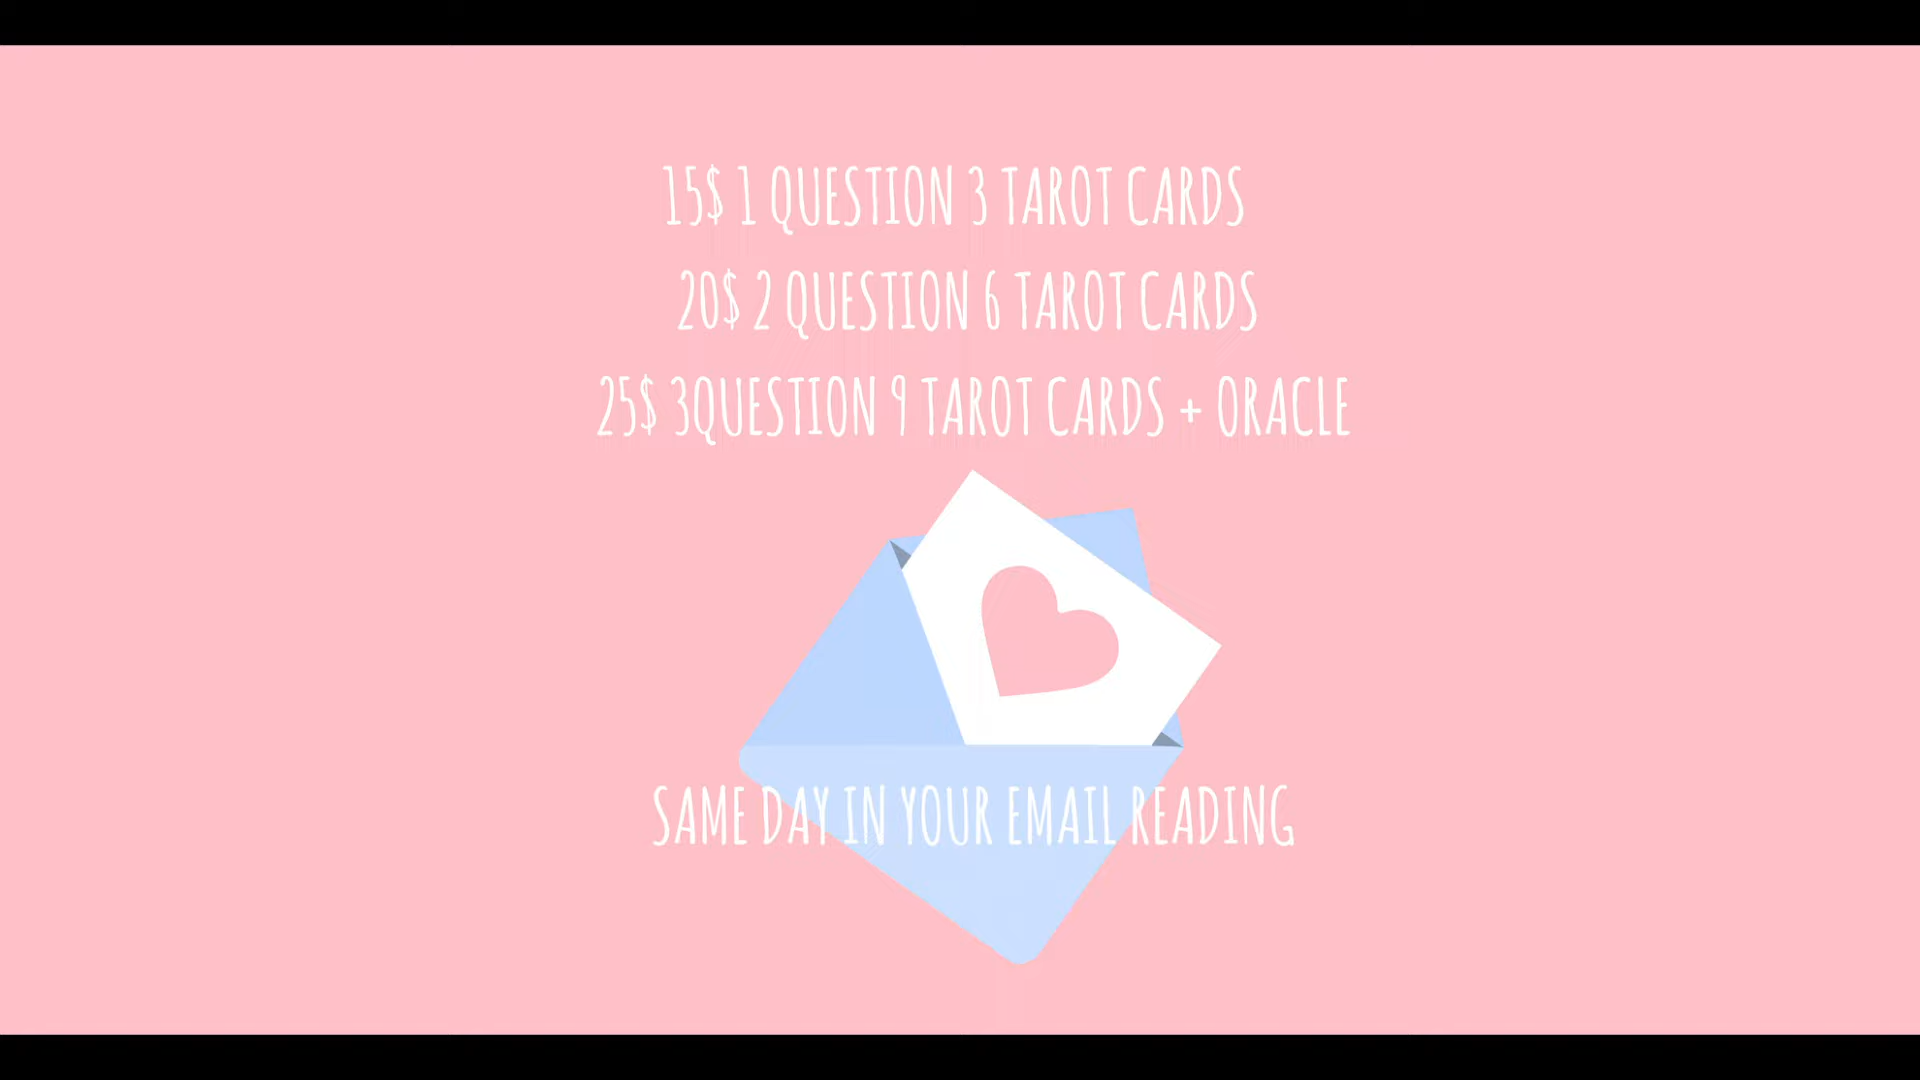 15$ 1 QUESTION 3 TAROT CARDS
20$ 2 QUESTION 6 TAROT CARDS
25$ 3QUESTION 9 TAROT CARDS + ORACLE
SAME DAY IN YOUR EMAIL READING